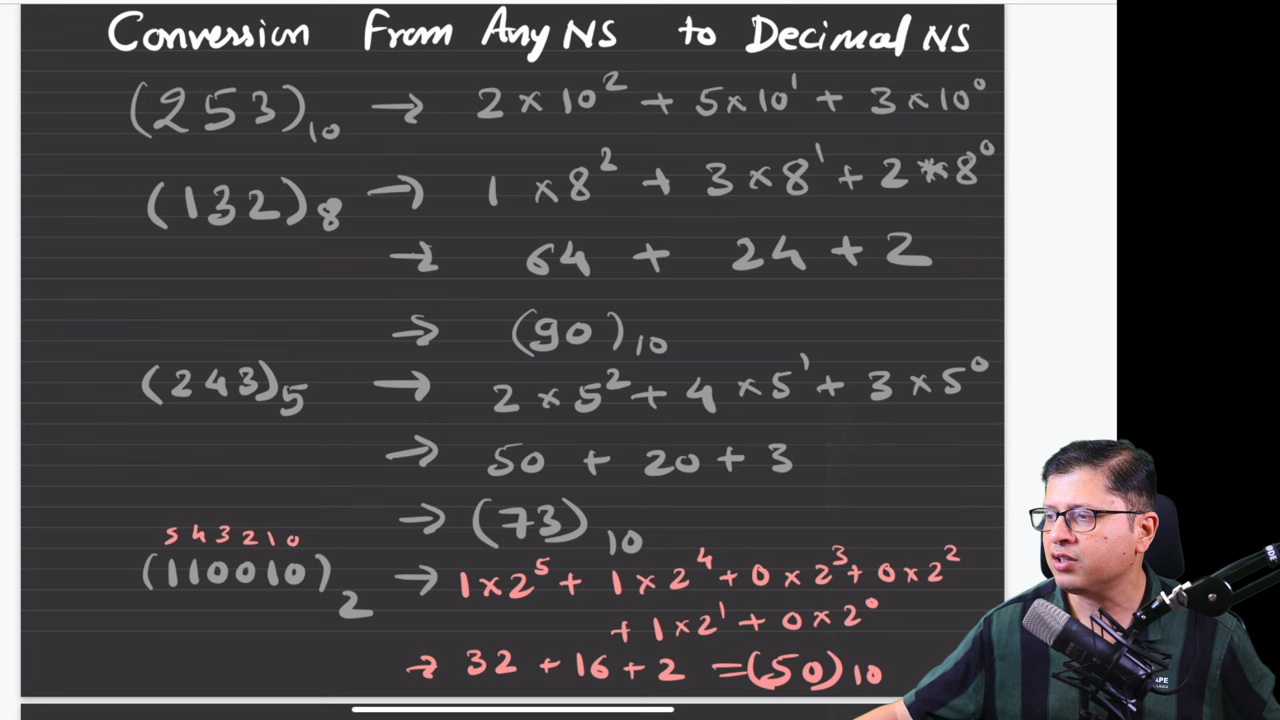 Conversion From Any NS to Decimal NS
(253)₁₀ → 2 × 10² + 5 × 10¹ + 3 × 10⁰
(132)₈ → 1 × 8² + 3 × 8¹ + 2 * 8⁰
→ 64 + 24 + 2
→ (90)₁₀
(243)₅ → 2 × 5² + 4 × 5¹ + 3 × 5⁰
→ 50 + 20 + 3
→ (73)₁₀
5 4 3 2 1 0
(110010)₂ → 1 × 2⁵ + 1 × 2⁴ + 0 × 2³ + 0 × 2²
+ 1 × 2¹ + 0 × 2⁰
→ 32 + 16 + 2 = (50)₁₀